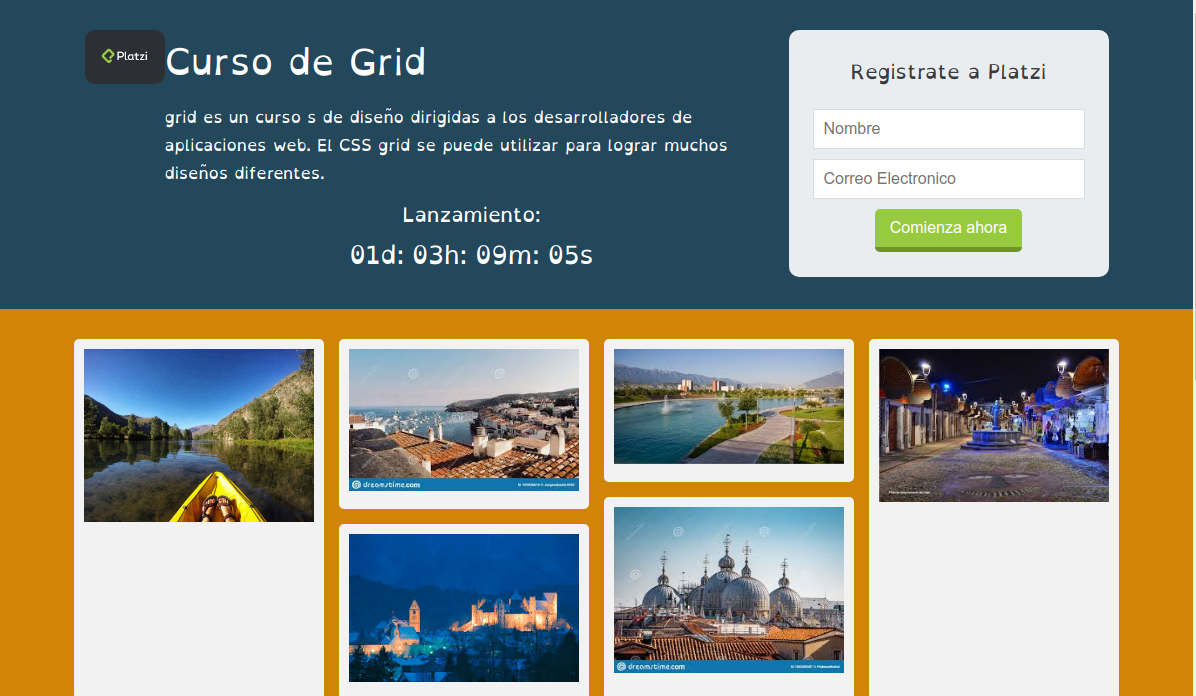 Platzi
Curso de Grid
grid es un curso s de diseño dirigidas a los desarrolladores de
aplicaciones web. El CSS grid se puede utilizar para lograr muchos
diseños diferentes.
Lanzamiento:
01d: 03h: 09m: 05s
Registrate a Platzi
Nombre
Correo Electronico
Comienza ahora
dreamstime.com
dreamstime.com